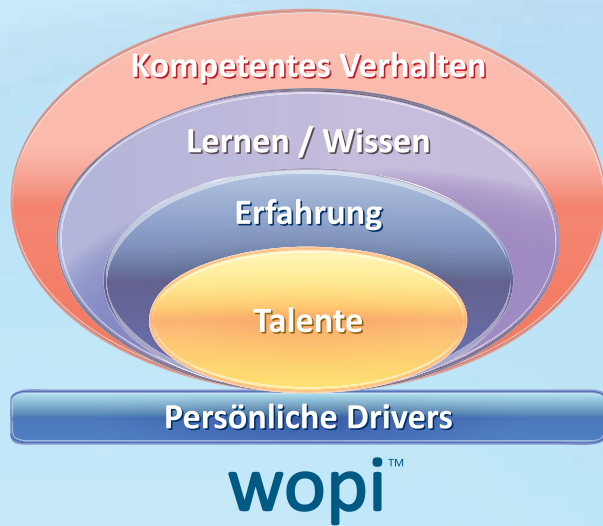 Kompetentes Verhalten
Lernen / Wissen
Erfahrung
Talente
Persönliche Drivers
wopi™